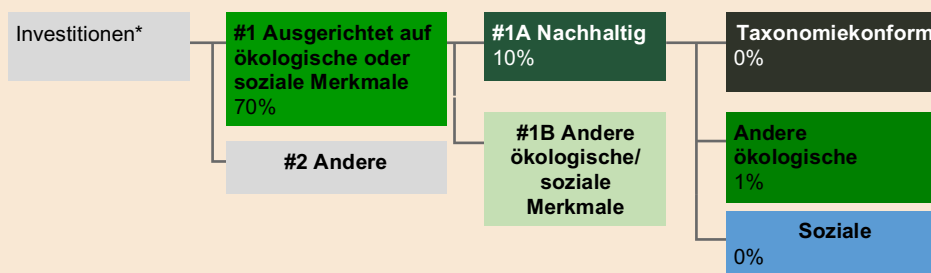 Investitionen*
#1 Ausgerichtet auf
ökologische oder
soziale Merkmale
70%
#2 Andere
#1A Nachhaltig
10%
#1B Andere
ökologische/
soziale
Merkmale
Taxonomiekonform
0%
Andere
ökologische
1%
Soziale
0%